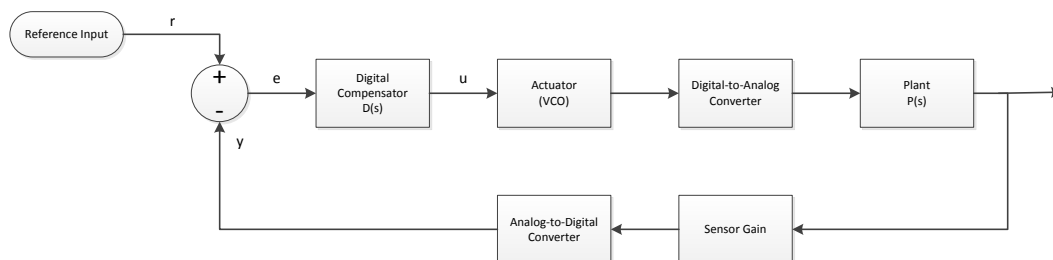 r
Reference Input
+
-
e
Digital
Compensator
D(s)
u
Actuator
(VCO)
Digital-to-Analog
Converter
Plant
P(s)
y
Analog-to-Digital
Converter
Sensor Gain